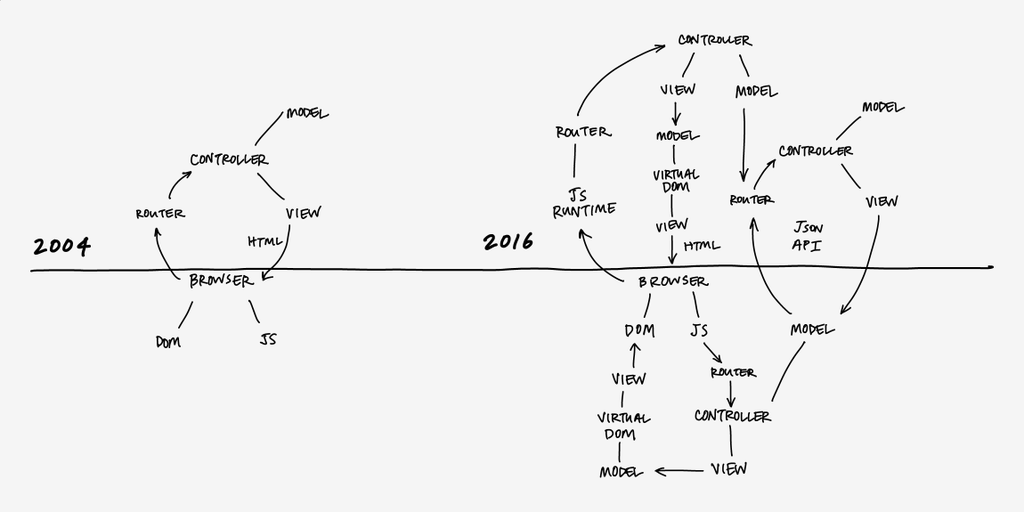 2004
MODEL
CONTROLLER
ROUTER
VIEW
HTML
BROWSER
DOM
JS
2016
CONTROLLER
VIEW
MODEL
ROUTER
MODEL
VIRTUAL
DOM
JS
RUNTIME
VIEW
HTML
MODEL
CONTROLLER
ROUTER
VIEW
JSON
API
BROWSER
DOM
JS
MODEL
VIEW
ROUTER
VIRTUAL
DOM
CONTROLLER
MODEL
VIEW